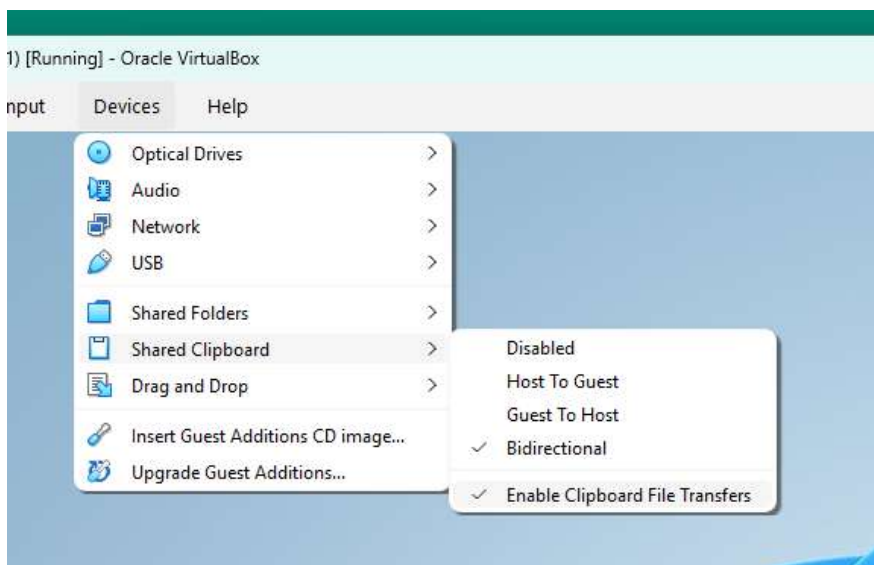 1) [Running] - Oracle VirtualBox
nput Devices Help
Optical Drives
Audio
Network
USB
Shared Folders
Shared Clipboard
Drag and Drop
Insert Guest Additions CD image...
Upgrade Guest Additions...
Disabled
Host To Guest
Guest To Host
Bidirectional
Enable Clipboard File Transfers